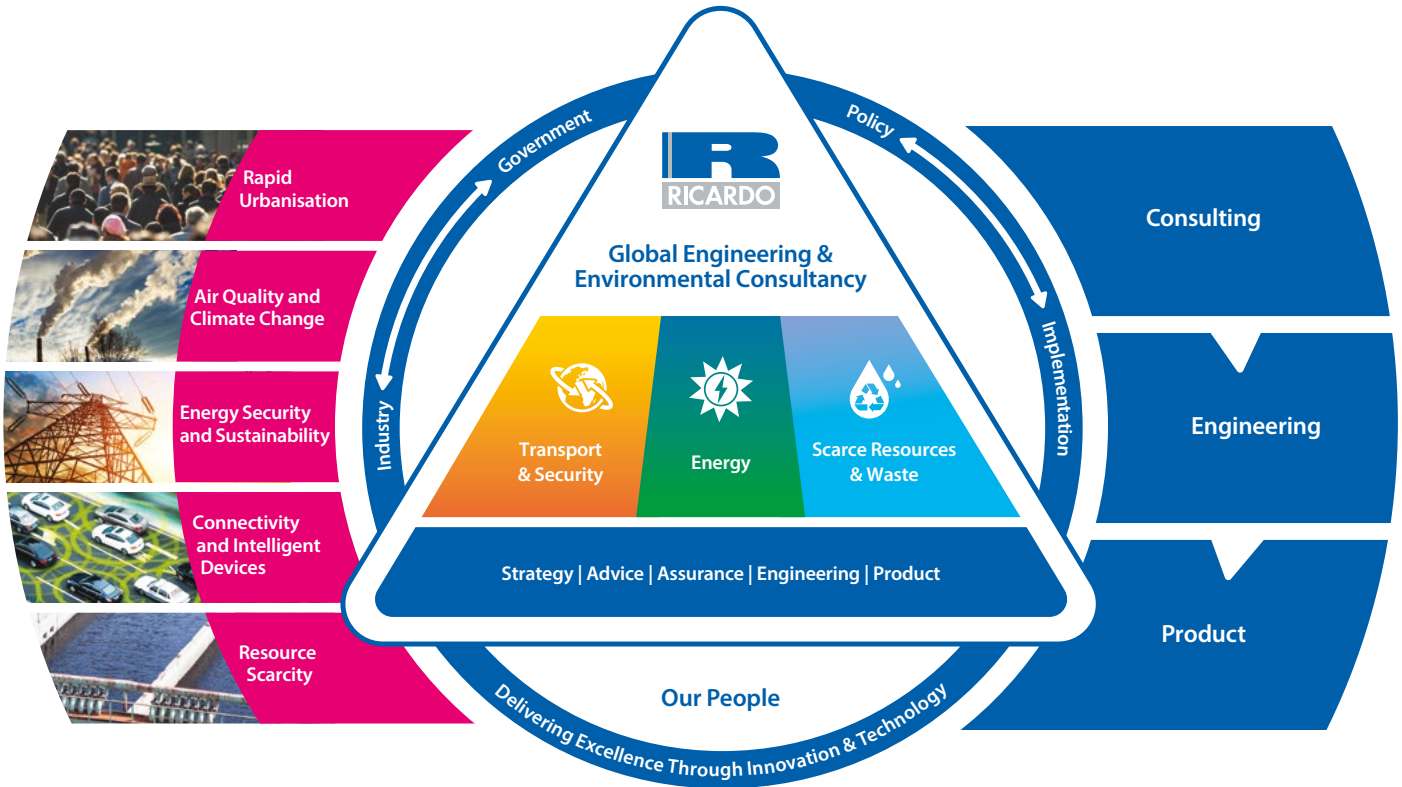 Government
Policy
RICARDO
Global Engineering &
Environmental Consultancy
Rapid
Urbanisation
Air Quality and
Climate Change
Energy Security
and Sustainability
Connectivity
and Intelligent
Devices
Resource
Scarcity
Industry
Implementation
Transport
& Security
Energy
Scarce Resources
& Waste
Strategy | Advice | Assurance | Engineering | Product
Our People
Delivering Excellence Through Innovation & Technology
Consulting
Engineering
Product